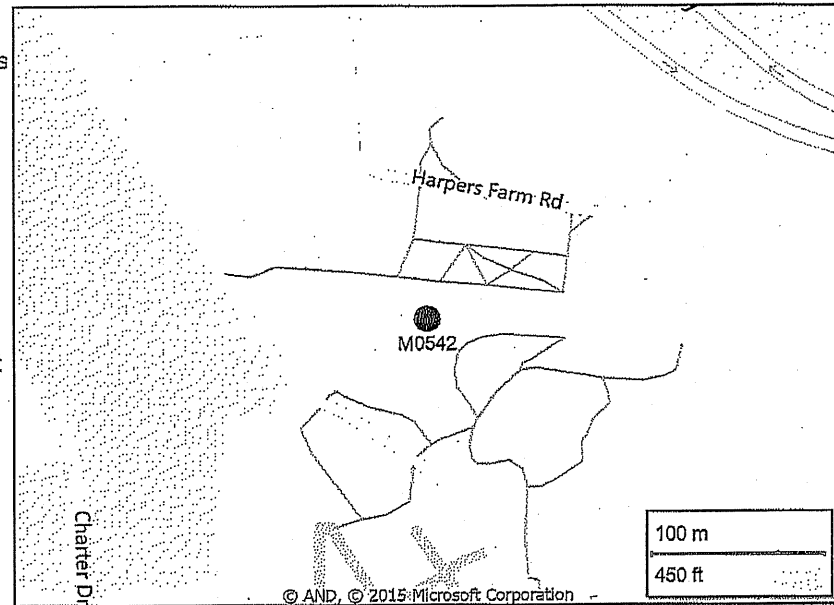 Harpers Farm Rd
M0542
Charter Dr
100 m
450 ft
© AND, © 2015 Microsoft Corporation